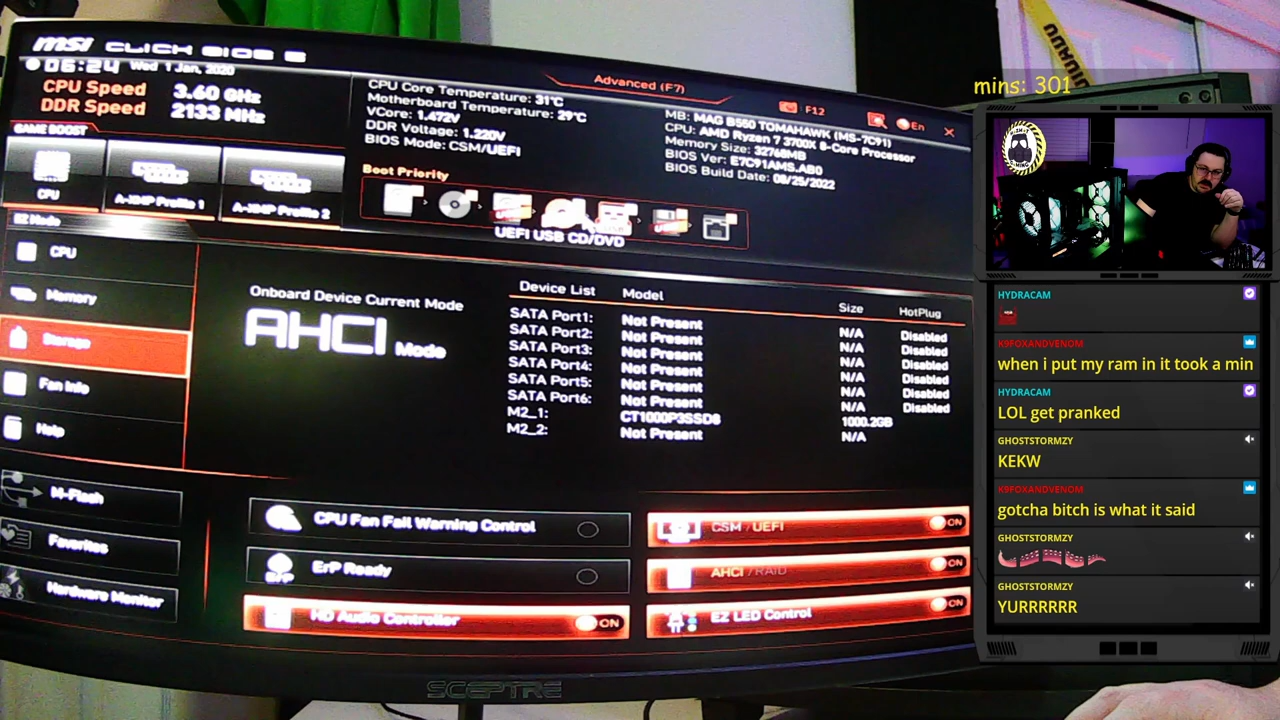 msi CLICK BIOS 5
06:24 Wed 1 Jan, 2020
CPU Speed 3.60 GHz
DDR Speed 2133 MHz
CPU Core Temperature: 31°C
Motherboard Temperature: 29°C
VCore: 1.472V
DDR Voltage: 1.220V
BIOS Mode: CSM/UEFI
Advanced (F7)
F12
En
MB: MAG B550 TOMAHAWK (MS-7C91)
CPU: AMD Ryzen 7 3700X 8-Core Processor
Memory Size: 32768MB
BIOS Ver: E7C91AMS.AB0
BIOS Build Date: 08/25/2022
GAME BOOST
CPU
A-XMP Profile 1
A-XMP Profile 2
Boot Priority
UEFI USB CD/DVD
EZ Mode
CPU
Memory
Storage
Fan Info
Help
M-Flash
Favorites
Hardware Monitor
Onboard Device Current Mode
AHCI Mode
Device List Model Size HotPlug
SATA Port1: Not Present N/A Disabled
SATA Port2: Not Present N/A Disabled
SATA Port3: Not Present N/A Disabled
SATA Port4: Not Present N/A Disabled
SATA Port5: Not Present N/A Disabled
SATA Port6: Not Present N/A Disabled
M2_1: CT1000P3SSD8 1000.2GB
M2_2: Not Present N/A
CPU Fan Fail Warning Control
ErP Ready
HD Audio Controller ON
CSM / UEFI ON
AHCI / RAID ON
EZ LED Control ON
SCEPTRE
mins: 301
HYDRACAM
K9FOXANDVENOM
when i put my ram in it took a min
HYDRACAM
LOL get pranked
GHOSTSTORMZY
KEKW
K9FOXANDVENOM
gotcha bitch is what it said
GHOSTSTORMZY
GHOSTSTORMZY
YURRRRRR